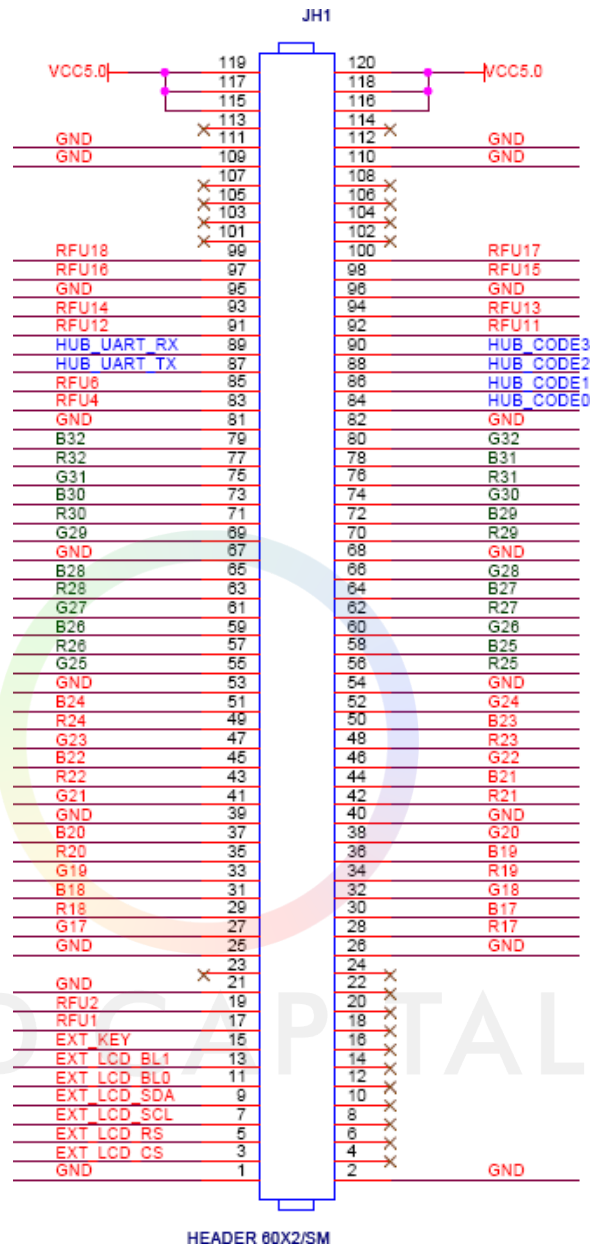 JH1
VCC5.0 119 120 VCC5.0
117 118
115 116
113 114
GND 111 112 GND
GND 109 110 GND
107 108
105 106
103 104
101 102
RFU18 99 100 RFU17
RFU16 97 98 RFU15
GND 95 96 GND
RFU14 93 94 RFU13
RFU12 91 92 RFU11
HUB_UART_RX 89 90 HUB_CODE3
HUB_UART_TX 87 88 HUB_CODE2
RFU6 85 86 HUB_CODE1
RFU4 83 84 HUB_CODE0
GND 81 82 GND
B32 79 80 G32
R32 77 78 B31
G31 75 76 R31
B30 73 74 G30
R30 71 72 B29
G29 69 70 R29
GND 67 68 GND
B28 65 66 G28
R28 63 64 B27
G27 61 62 R27
B26 59 60 G26
R26 57 58 B25
G25 55 56 R25
GND 53 54 GND
B24 51 52 G24
R24 49 50 B23
G23 47 48 R23
B22 45 46 G22
R22 43 44 B21
G21 41 42 R21
GND 39 40 GND
B20 37 38 G20
R20 35 36 B19
G19 33 34 R19
B18 31 32 G18
R18 29 30 B17
G17 27 28 R17
GND 25 26 GND
23 24
GND 21 22
RFU2 19 20
RFU1 17 18
EXT_KEY 15 16
EXT_LCD_BL1 13 14
EXT_LCD_BL0 11 12
EXT_LCD_SDA 9 10
EXT_LCD_SCL 7 8
EXT_LCD_RS 5 6
EXT_LCD_CS 3 4
GND 1 2 GND
D CAPITAL
HEADER 60X2/SM